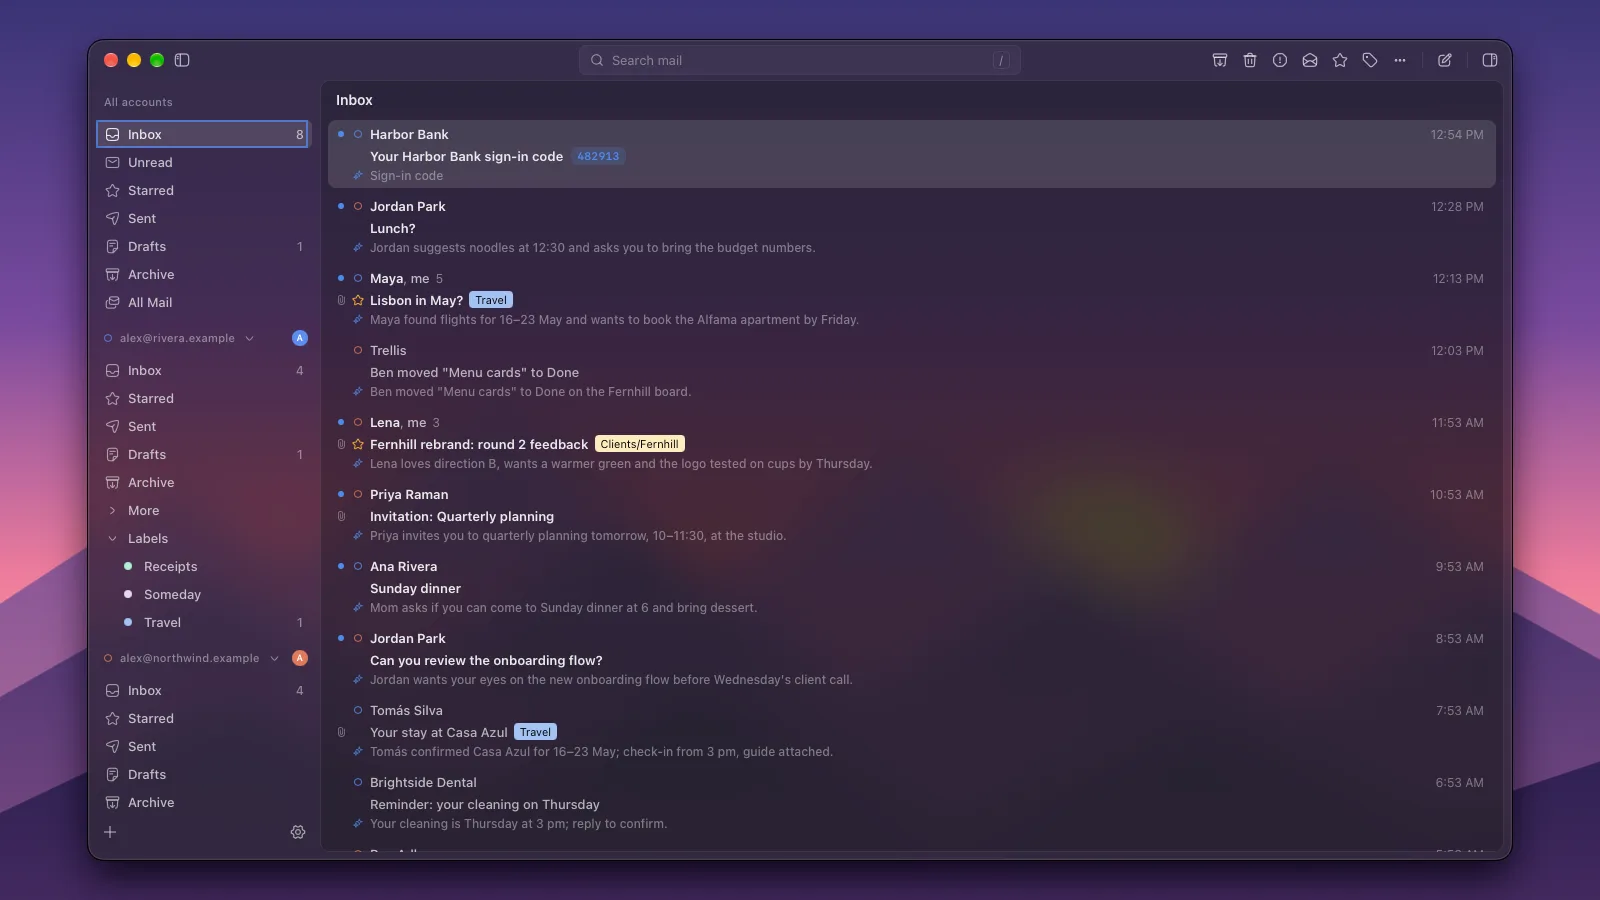 Search mail /
All accounts
Inbox 8
Unread
Starred
Sent
Drafts 1
Archive
All Mail
alex@rivera.example A
Inbox 4
Starred
Sent
Drafts 1
Archive
More
Labels
Receipts
Someday
Travel 1
alex@northwind.example A
Inbox 4
Starred
Sent
Drafts
Archive
Inbox
Harbor Bank 12:54 PM
Your Harbor Bank sign-in code 482913
Sign-in code
Jordan Park 12:28 PM
Lunch?
Jordan suggests noodles at 12:30 and asks you to bring the budget numbers.
Maya, me 5 12:13 PM
Lisbon in May? Travel
Maya found flights for 16–23 May and wants to book the Alfama apartment by Friday.
Trellis 12:03 PM
Ben moved "Menu cards" to Done
Ben moved "Menu cards" to Done on the Fernhill board.
Lena, me 3 11:53 AM
Fernhill rebrand: round 2 feedback Clients/Fernhill
Lena loves direction B, wants a warmer green and the logo tested on cups by Thursday.
Priya Raman 10:53 AM
Invitation: Quarterly planning
Priya invites you to quarterly planning tomorrow, 10–11:30, at the studio.
Ana Rivera 9:53 AM
Sunday dinner
Mom asks if you can come to Sunday dinner at 6 and bring dessert.
Jordan Park 8:53 AM
Can you review the onboarding flow?
Jordan wants your eyes on the new onboarding flow before Wednesday's client call.
Tomás Silva 7:53 AM
Your stay at Casa Azul Travel
Tomás confirmed Casa Azul for 16–23 May; check-in from 3 pm, guide attached.
Brightside Dental 6:53 AM
Reminder: your cleaning on Thursday
Your cleaning is Thursday at 3 pm; reply to confirm.